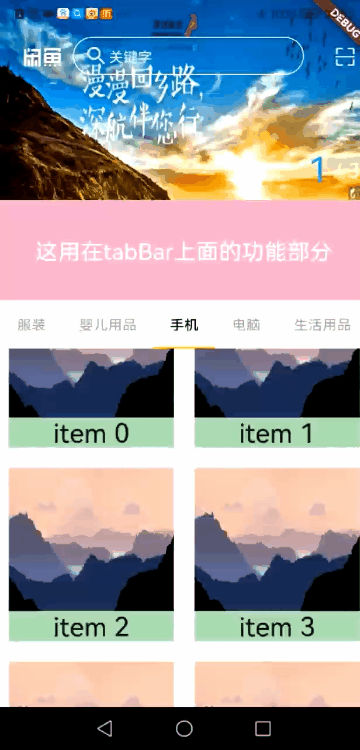 DEBUG
闲鱼
关键字
漫漫回乡路,
深航伴您行
1
这用在tabBar上面的功能部分
服装 婴儿用品 手机 电脑 生活用品
item 0 item 1
item 2 item 3